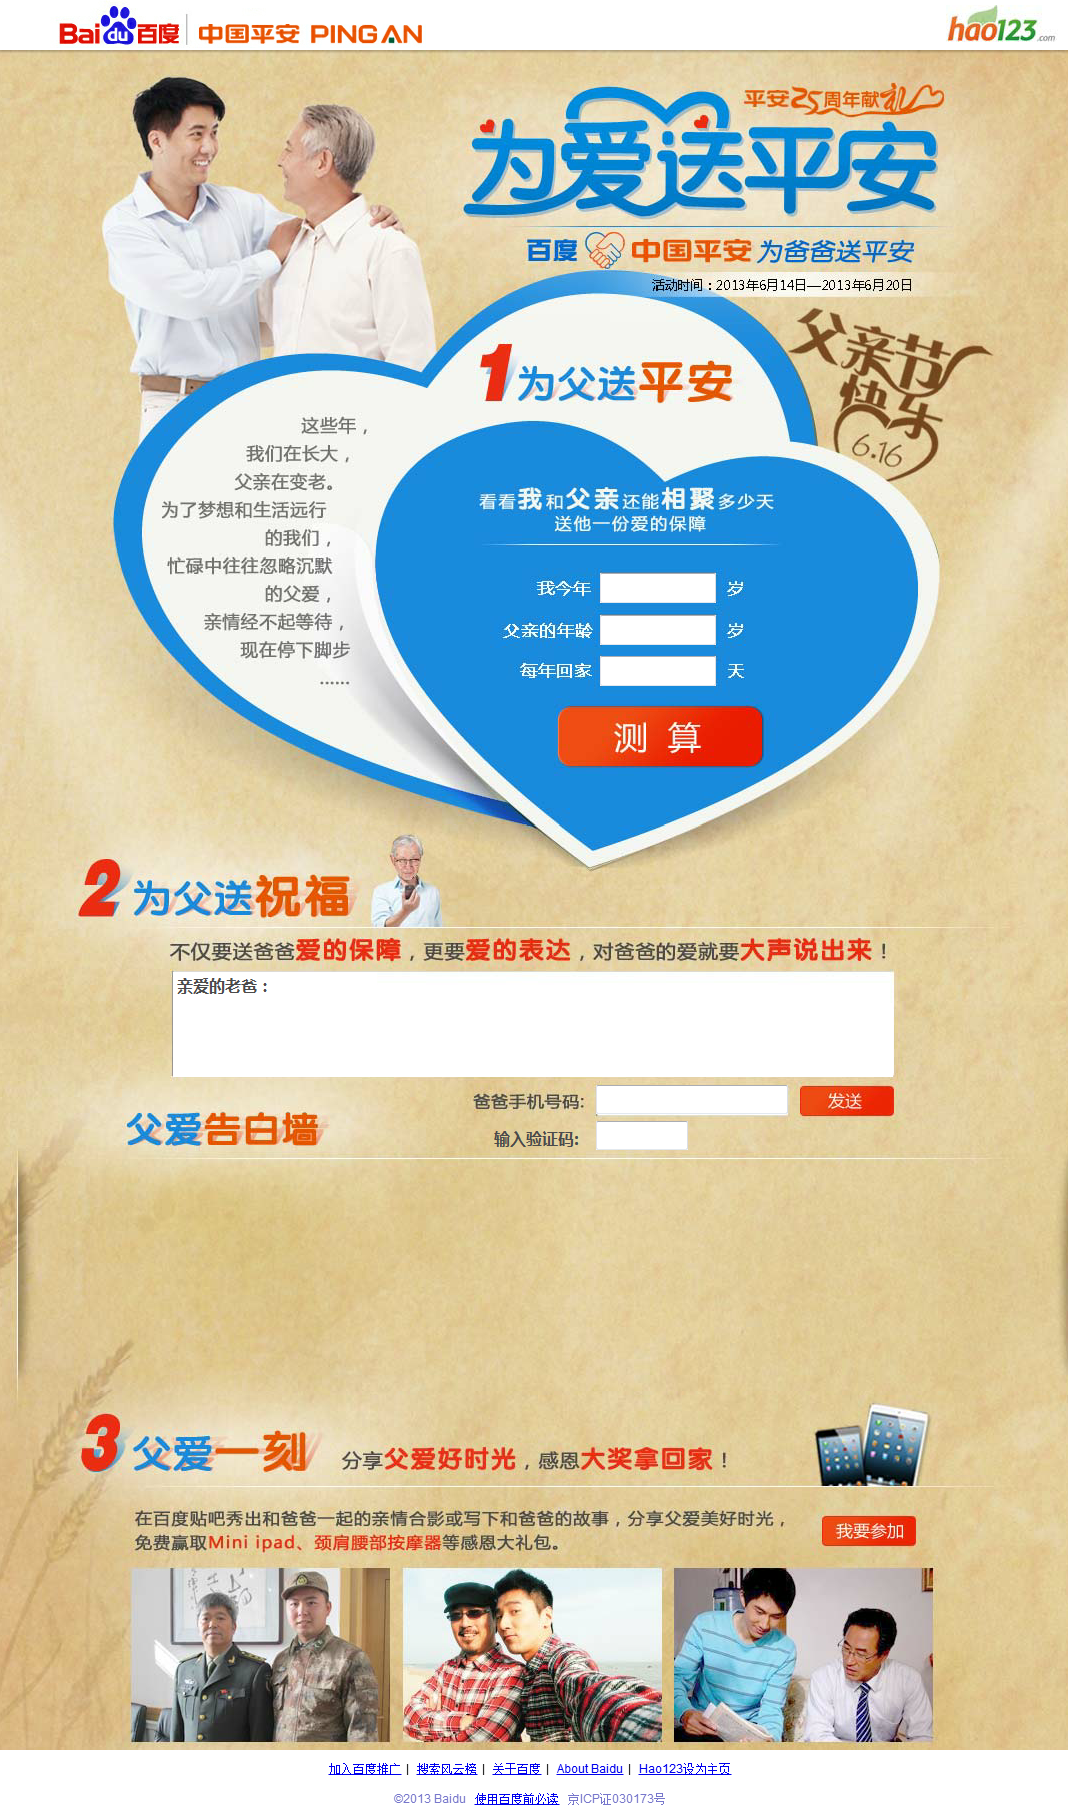 Baidu百度 中国平安 PING AN
hao123.com
平安25周年献礼
为爱送平安
百度 中国平安 为爸爸送平安
活动时间：2013年6月14日—2013年6月20日
父亲节
快乐
6.16
1为父送平安
这些年，
我们在长大，
父亲在变老。
为了梦想和生活远行
的我们，
忙碌中往往忽略沉默
的父爱，
亲情经不起等待，
现在停下脚步
......
看看我和父亲还能相聚多少天
送他一份爱的保障
我今年 岁
父亲的年龄 岁
每年回家 天
测 算
2为父送祝福
不仅要送爸爸爱的保障，更要爱的表达，对爸爸的爱就要大声说出来！
亲爱的老爸：
爸爸手机号码: 发送
输入验证码:
父爱告白墙
3父爱一刻 分享父爱好时光，感恩大奖拿回家！
在百度贴吧秀出和爸爸一起的亲情合影或写下和爸爸的故事，分享父爱美好时光，
免费赢取Mini ipad、颈肩腰部按摩器等感恩大礼包。
我要参加
加入百度推广 | 搜索风云榜 | 关于百度 | About Baidu | Hao123设为主页
©2013 Baidu 使用百度前必读 京ICP证030173号